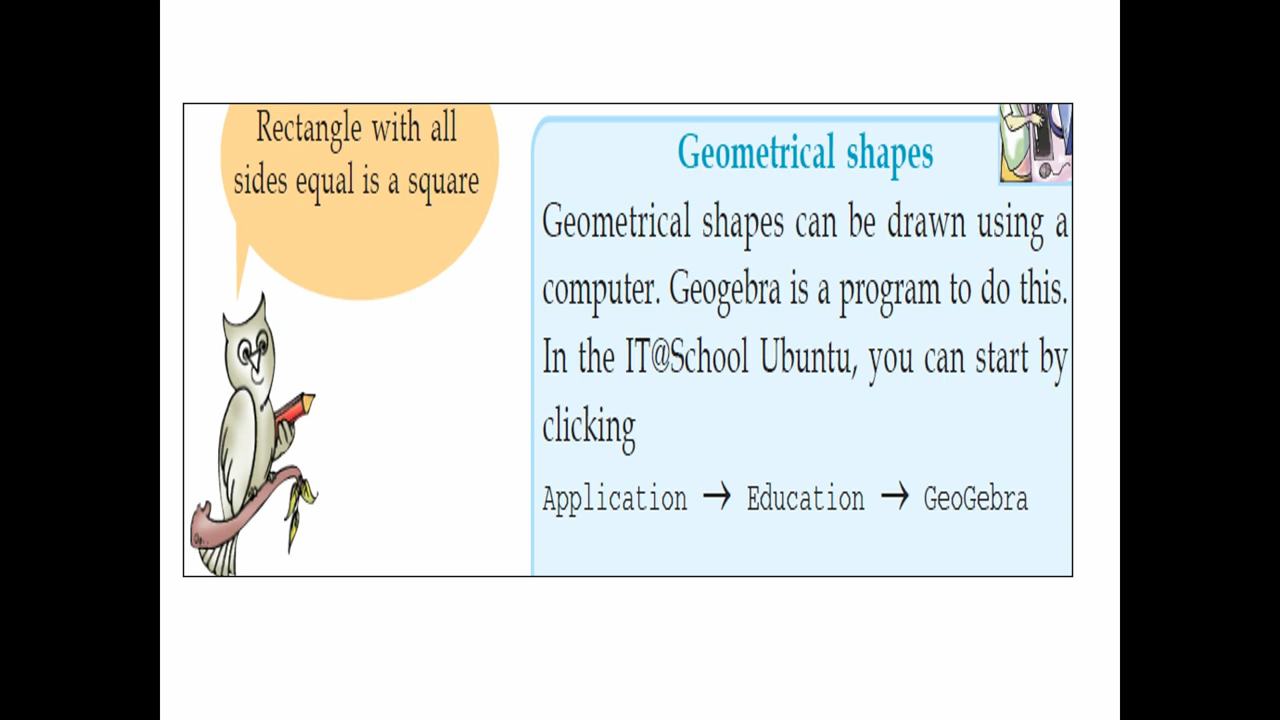 Rectangle with all
sides equal is a square
Geometrical shapes
Geometrical shapes can be drawn using a
computer. Geogebra is a program to do this.
In the IT@School Ubuntu, you can start by
clicking
Application → Education → GeoGebra